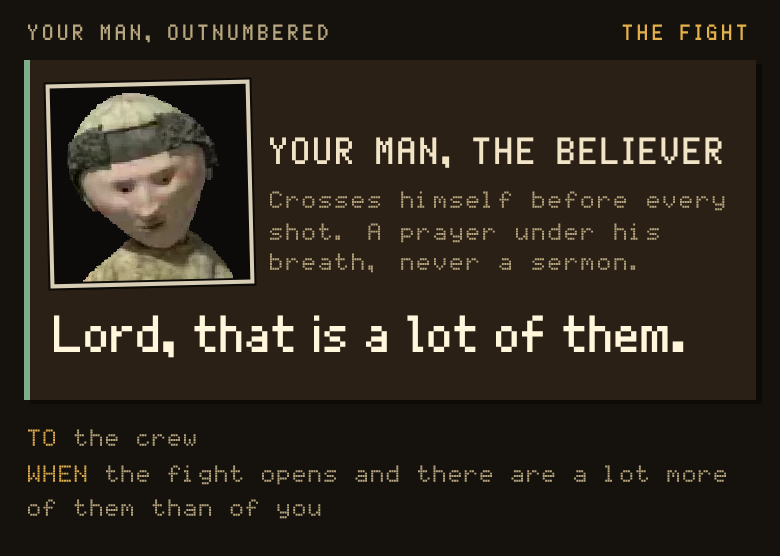 YOUR MAN, OUTNUMBERED
THE FIGHT
YOUR MAN, THE BELIEVER
Crosses himself before every
shot. A prayer under his
breath, never a sermon.
Lord, that is a lot of them.
TO the crew
WHEN the fight opens and there are a lot more
of them than of you